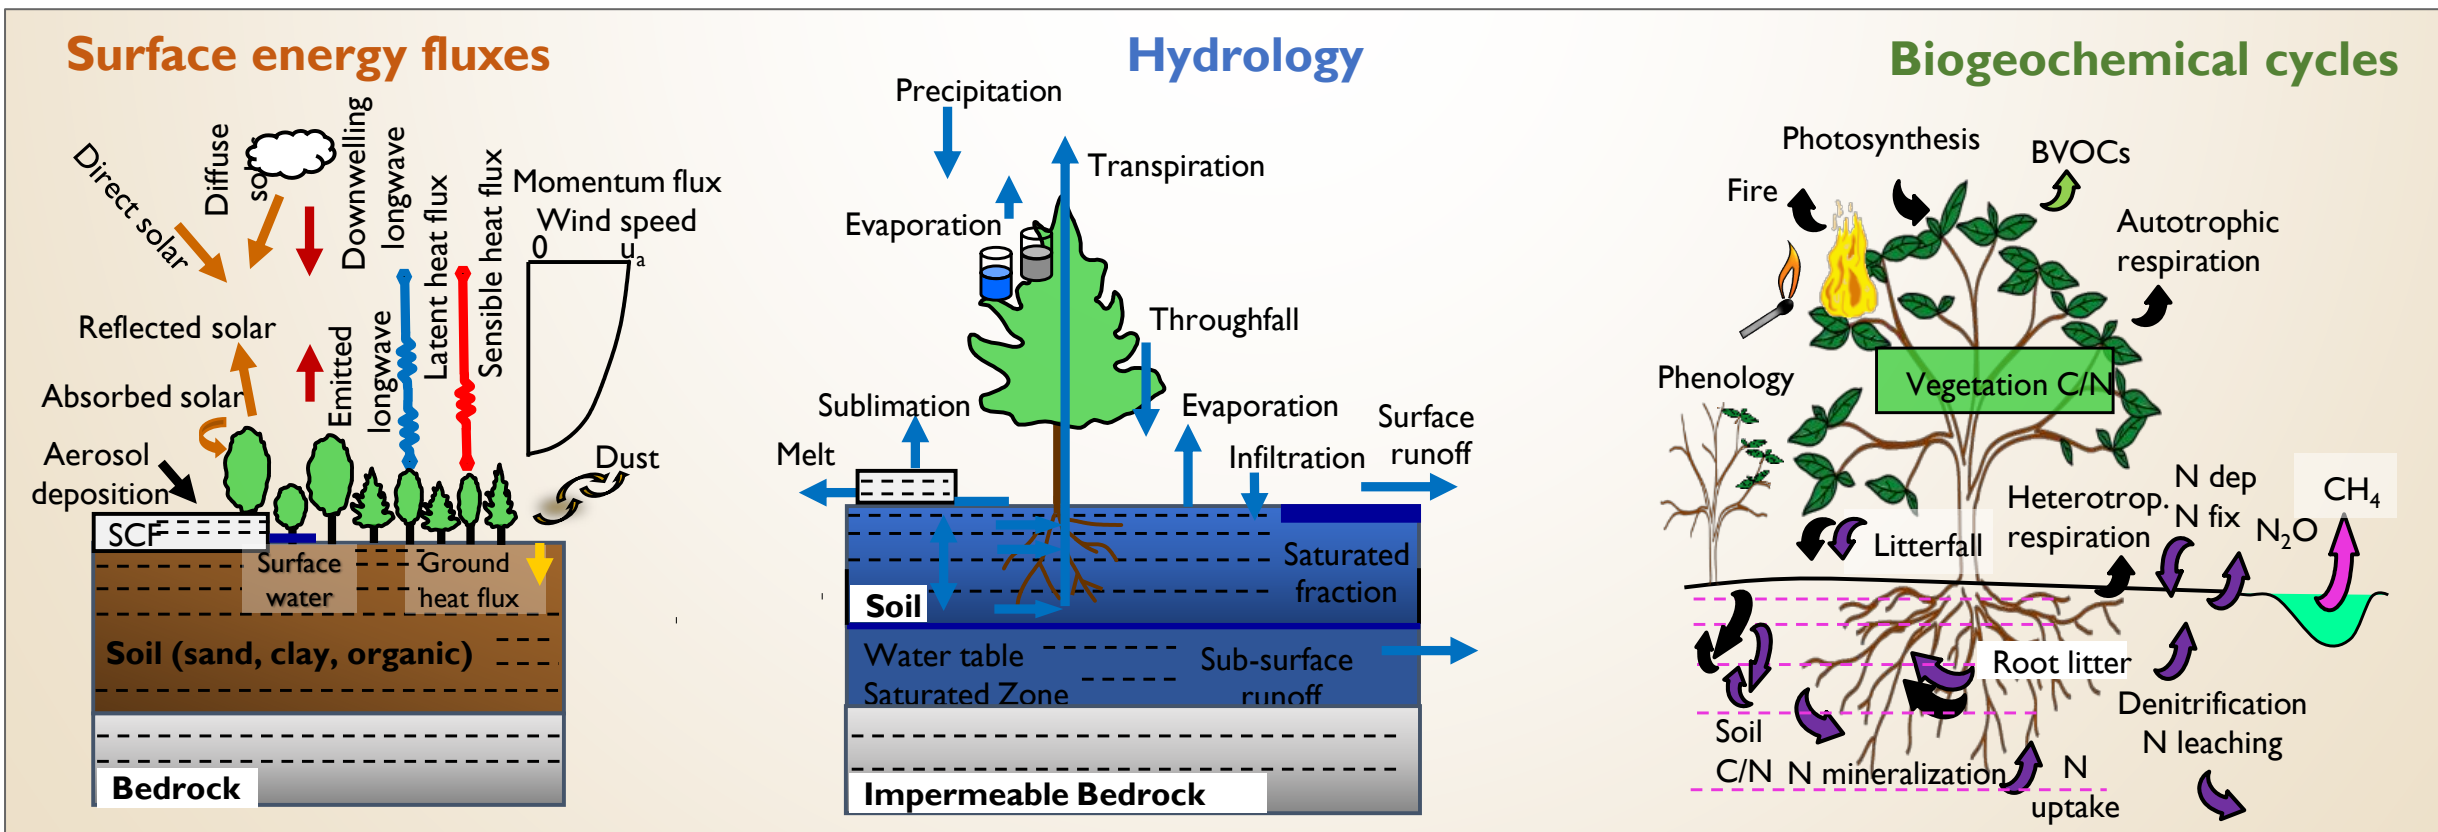 Surface energy fluxes
Direct solar
Diffuse
Downwelling
longwave
Momentum flux
Wind speed
0
uₐ
Reflected solar
Absorbed solar
Emitted
longwave
Latent heat flux
Sensible heat flux
Aerosol
deposition
Dust
SCF
Surface
water
Ground
heat flux
Soil (sand, clay, organic)
Bedrock
Hydrology
Precipitation
Transpiration
Evaporation
Throughfall
Sublimation
Evaporation
Melt
Infiltration
Surface
runoff
Saturated
fraction
Soil
Water table
Saturated Zone
Sub-surface
runoff
Impermeable Bedrock
Biogeochemical cycles
Photosynthesis
BVOCs
Fire
Autotrophic
respiration
Phenology
Vegetation C/N
Heterotrop.
respiration
N dep
N fix
N₂O
CH₄
Litterfall
Root litter
Denitrification
N leaching
Soil
C/N
N mineralization
N
uptake